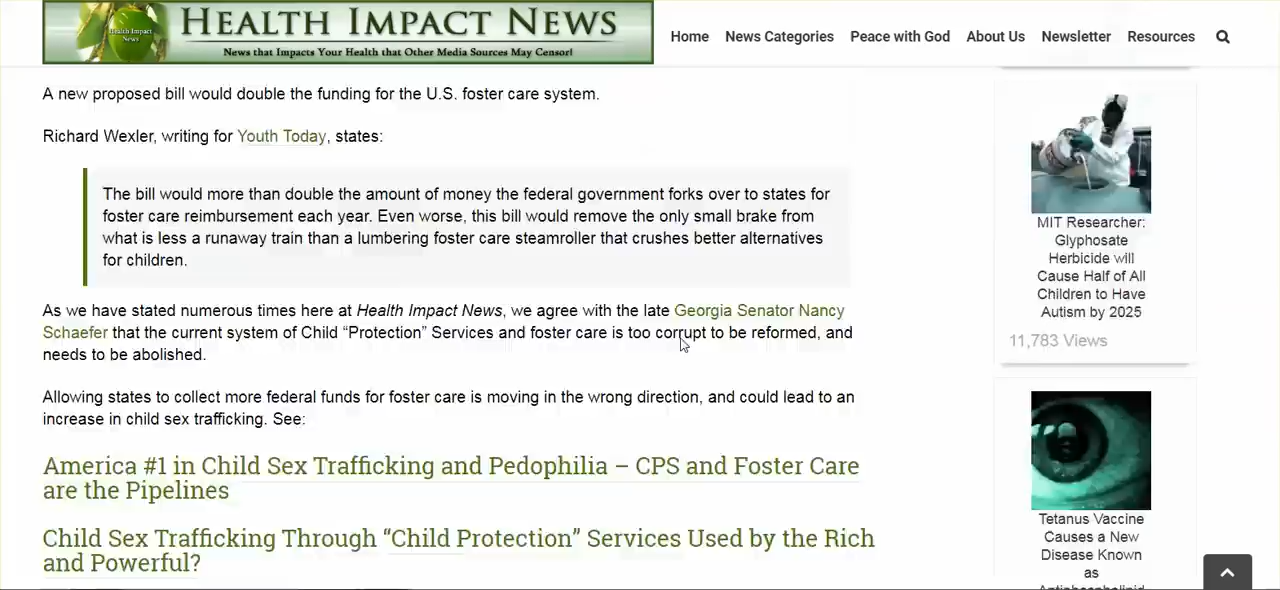 Health Impact News
HEALTH IMPACT NEWS
News that Impacts Your Health that Other Media Sources May Censor!
Home News Categories Peace with God About Us Newsletter Resources
A new proposed bill would double the funding for the U.S. foster care system.
Richard Wexler, writing for Youth Today, states:
The bill would more than double the amount of money the federal government forks over to states for
foster care reimbursement each year. Even worse, this bill would remove the only small brake from
what is less a runaway train than a lumbering foster care steamroller that crushes better alternatives
for children.
As we have stated numerous times here at Health Impact News, we agree with the late Georgia Senator Nancy
Schaefer that the current system of Child “Protection” Services and foster care is too corrupt to be reformed, and
needs to be abolished.
Allowing states to collect more federal funds for foster care is moving in the wrong direction, and could lead to an
increase in child sex trafficking. See:
America #1 in Child Sex Trafficking and Pedophilia – CPS and Foster Care
are the Pipelines
Child Sex Trafficking Through “Child Protection” Services Used by the Rich
and Powerful?
MIT Researcher:
Glyphosate
Herbicide will
Cause Half of All
Children to Have
Autism by 2025
11,783 Views
Tetanus Vaccine
Causes a New
Disease Known
as